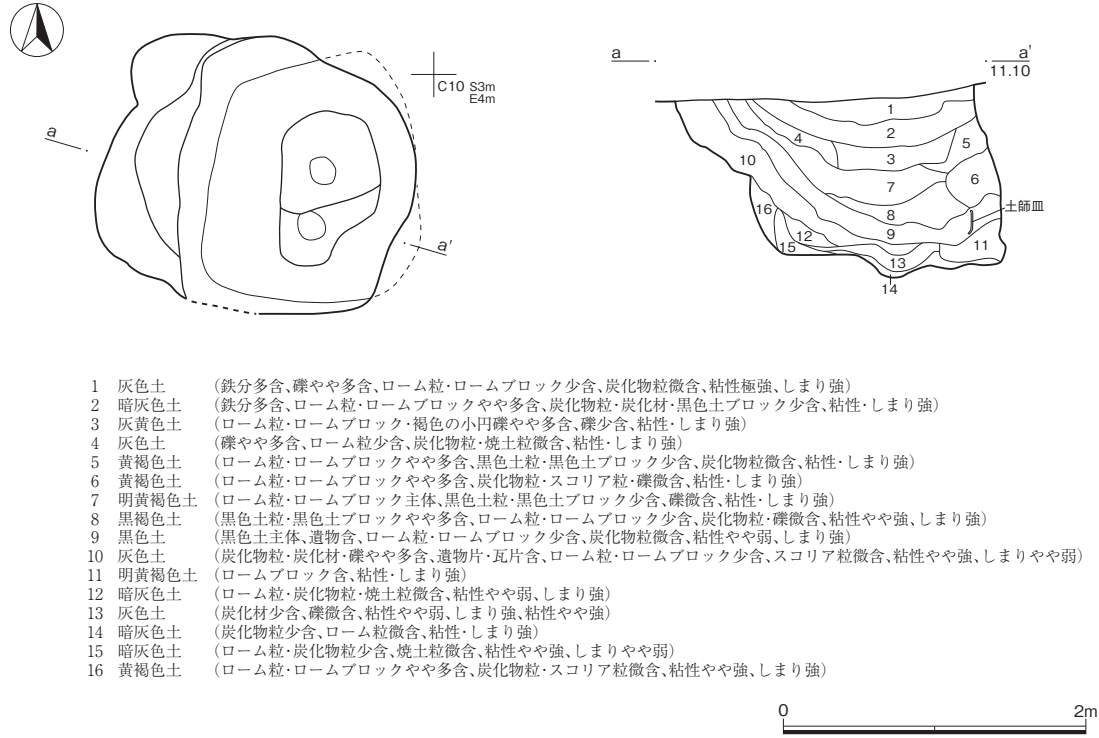 a
a'
C10 S3m
E4m
a
a'
11.10
1
2
3
4
5
6
7
8
9
10
11
12
13
14
15
16
土師皿
1 灰色土 (鉄分多含、礫やや多含、ローム粒・ロームブロック少含、炭化物粒微含、粘性極強、しまり強)
2 暗灰色土 (鉄分多含、ローム粒・ロームブロックやや多含、炭化物粒・炭化材・黒色土ブロック少含、粘性・しまり強)
3 灰黄色土 (ローム粒・ロームブロック・褐色の小円礫やや多含、礫少含、粘性・しまり強)
4 灰色土 (礫やや多含、ローム粒少含、炭化物粒・焼土粒微含、粘性・しまり強)
5 黄褐色土 (ローム粒・ロームブロックやや多含、黒色土粒・黒色土ブロック少含、炭化物粒微含、粘性・しまり強)
6 黄褐色土 (ローム粒・ロームブロックやや多含、炭化物粒・スコリア粒・礫微含、粘性・しまり強)
7 明黄褐色土 (ローム粒・ロームブロック主体、黒色土粒・黒色土ブロック少含、礫微含、粘性・しまり強)
8 黒褐色土 (黒色土粒・黒色土ブロックやや多含、ローム粒・ロームブロック少含、炭化物粒・礫微含、粘性やや強、しまり強)
9 黒色土 (黒色土主体、遺物含、ローム粒・ロームブロック少含、炭化物粒微含、粘性やや弱、しまり強)
10 灰色土 (炭化物粒・炭化材・礫やや多含、遺物片・瓦片含、ローム粒・ロームブロック少含、スコリア粒微含、粘性やや強、しまりやや弱)
11 明黄褐色土 (ロームブロック含、粘性・しまり強)
12 暗灰色土 (ローム粒・炭化物粒・焼土粒微含、粘性やや弱、しまり強)
13 灰色土 (炭化材少含、礫微含、粘性やや弱、しまり強、粘性やや強)
14 暗灰色土 (炭化物粒少含、ローム粒微含、粘性・しまり強)
15 暗灰色土 (ローム粒・炭化物粒少含、焼土粒微含、粘性やや強、しまりやや弱)
16 黄褐色土 (ローム粒・ロームブロックやや多含、炭化物粒・スコリア粒微含、粘性やや強、しまり強)
0 2m